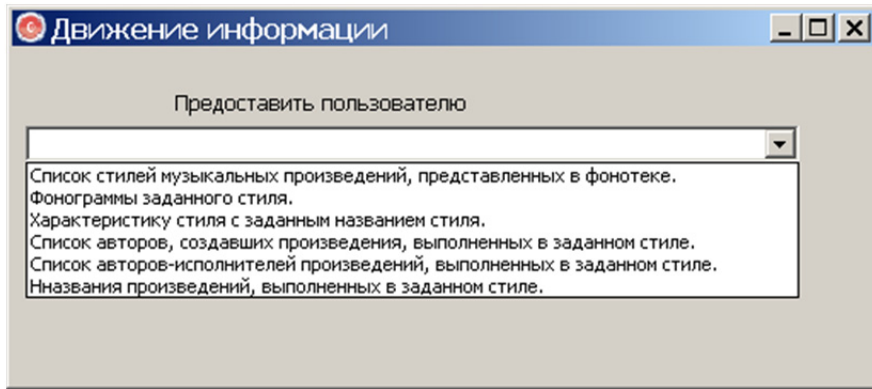 Движение информации
Предоставить пользователю
Список стилей музыкальных произведений, представленных в фонотеке.
Фонограммы заданного стиля.
Характеристику стиля с заданным названием стиля.
Список авторов, создавших произведения, выполненных в заданном стиле.
Список авторов-исполнителей произведений, выполненных в заданном стиле.
Нназвания произведений, выполненных в заданном стиле.